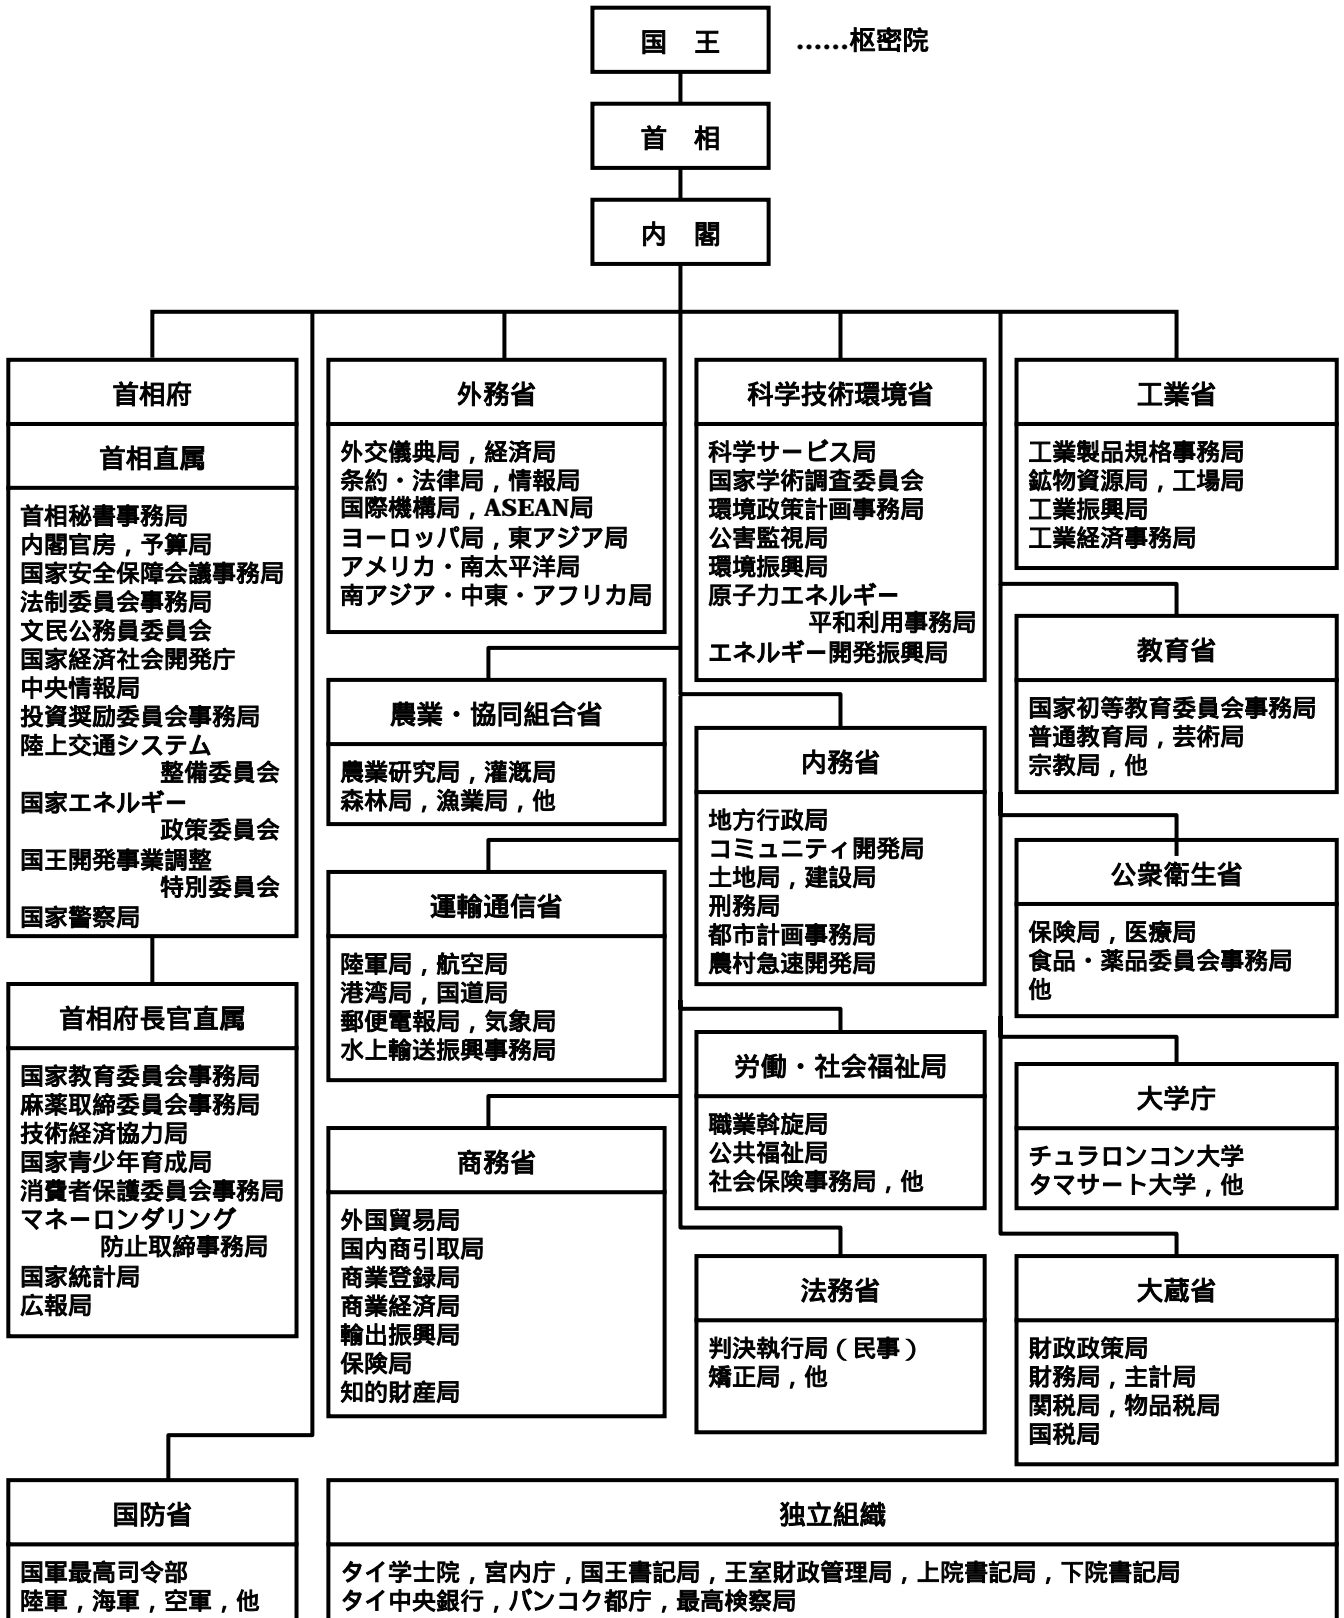 国　王
……枢密院
首　相
内　閣
首相府
首相直属
首相秘書事務局
内閣官房，予算局
国家安全保障会議事務局
法制委員会事務局
文民公務員委員会
国家経済社会開発庁
中央情報局
投資奨励委員会事務局
陸上交通システム
整備委員会
国家エネルギー
政策委員会
国王開発事業調整
特別委員会
国家警察局
首相府長官直属
国家教育委員会事務局
麻薬取締委員会事務局
技術経済協力局
国家青少年育成局
消費者保護委員会事務局
マネーロンダリング
防止取締事務局
国家統計局
広報局
国防省
国軍最高司令部
陸軍，海軍，空軍，他
外務省
外交儀典局，経済局
条約・法律局，情報局
国際機構局，ASEAN局
ヨーロッパ局，東アジア局
アメリカ・南太平洋局
南アジア・中東・アフリカ局
農業・協同組合省
農業研究局，灌漑局
森林局，漁業局，他
運輸通信省
陸軍局，航空局
港湾局，国道局
郵便電報局，気象局
水上輸送振興事務局
商務省
外国貿易局
国内商引取局
商業登録局
商業経済局
輸出振興局
保険局
知的財産局
科学技術環境省
科学サービス局
国家学術調査委員会
環境政策計画事務局
公害監視局
環境振興局
原子力エネルギー
平和利用事務局
エネルギー開発振興局
内務省
地方行政局
コミュニティ開発局
土地局，建設局
刑務局
都市計画事務局
農村急速開発局
労働・社会福祉局
職業斡旋局
公共福祉局
社会保険事務局，他
法務省
判決執行局（民事）
矯正局，他
工業省
工業製品規格事務局
鉱物資源局，工場局
工業振興局
工業経済事務局
教育省
国家初等教育委員会事務局
普通教育局，芸術局
宗教局，他
公衆衛生省
保険局，医療局
食品・薬品委員会事務局
他
大学庁
チュラロンコン大学
タマサート大学，他
大蔵省
財政政策局
財務局，主計局
関税局，物品税局
国税局
独立組織
タイ学士院，宮内庁，国王書記局，王室財政管理局，上院書記局，下院書記局
タイ中央銀行，バンコク都庁，最高検察局